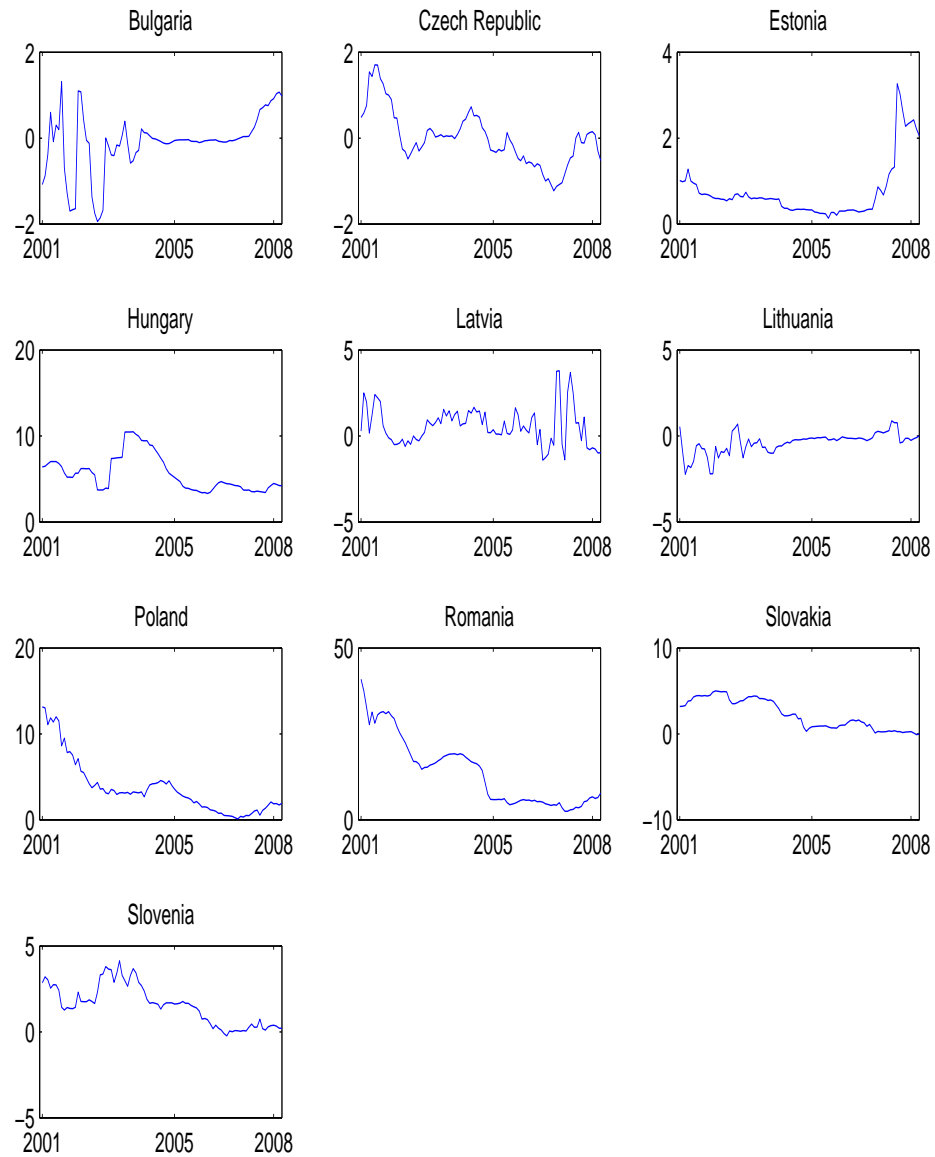 Bulgaria Czech Republic Estonia
2 2 4
0 0 2
−2 −2 0
2001 2005 2008 2001 2005 2008 2001 2005 2008
Hungary Latvia Lithuania
20 5 5
10 0 0
0 −5 −5
2001 2005 2008 2001 2005 2008 2001 2005 2008
Poland Romania Slovakia
20 50 10
10 0
0 0 −10
2001 2005 2008 2001 2005 2008 2001 2005 2008
Slovenia
5
0
−5
2001 2005 2008